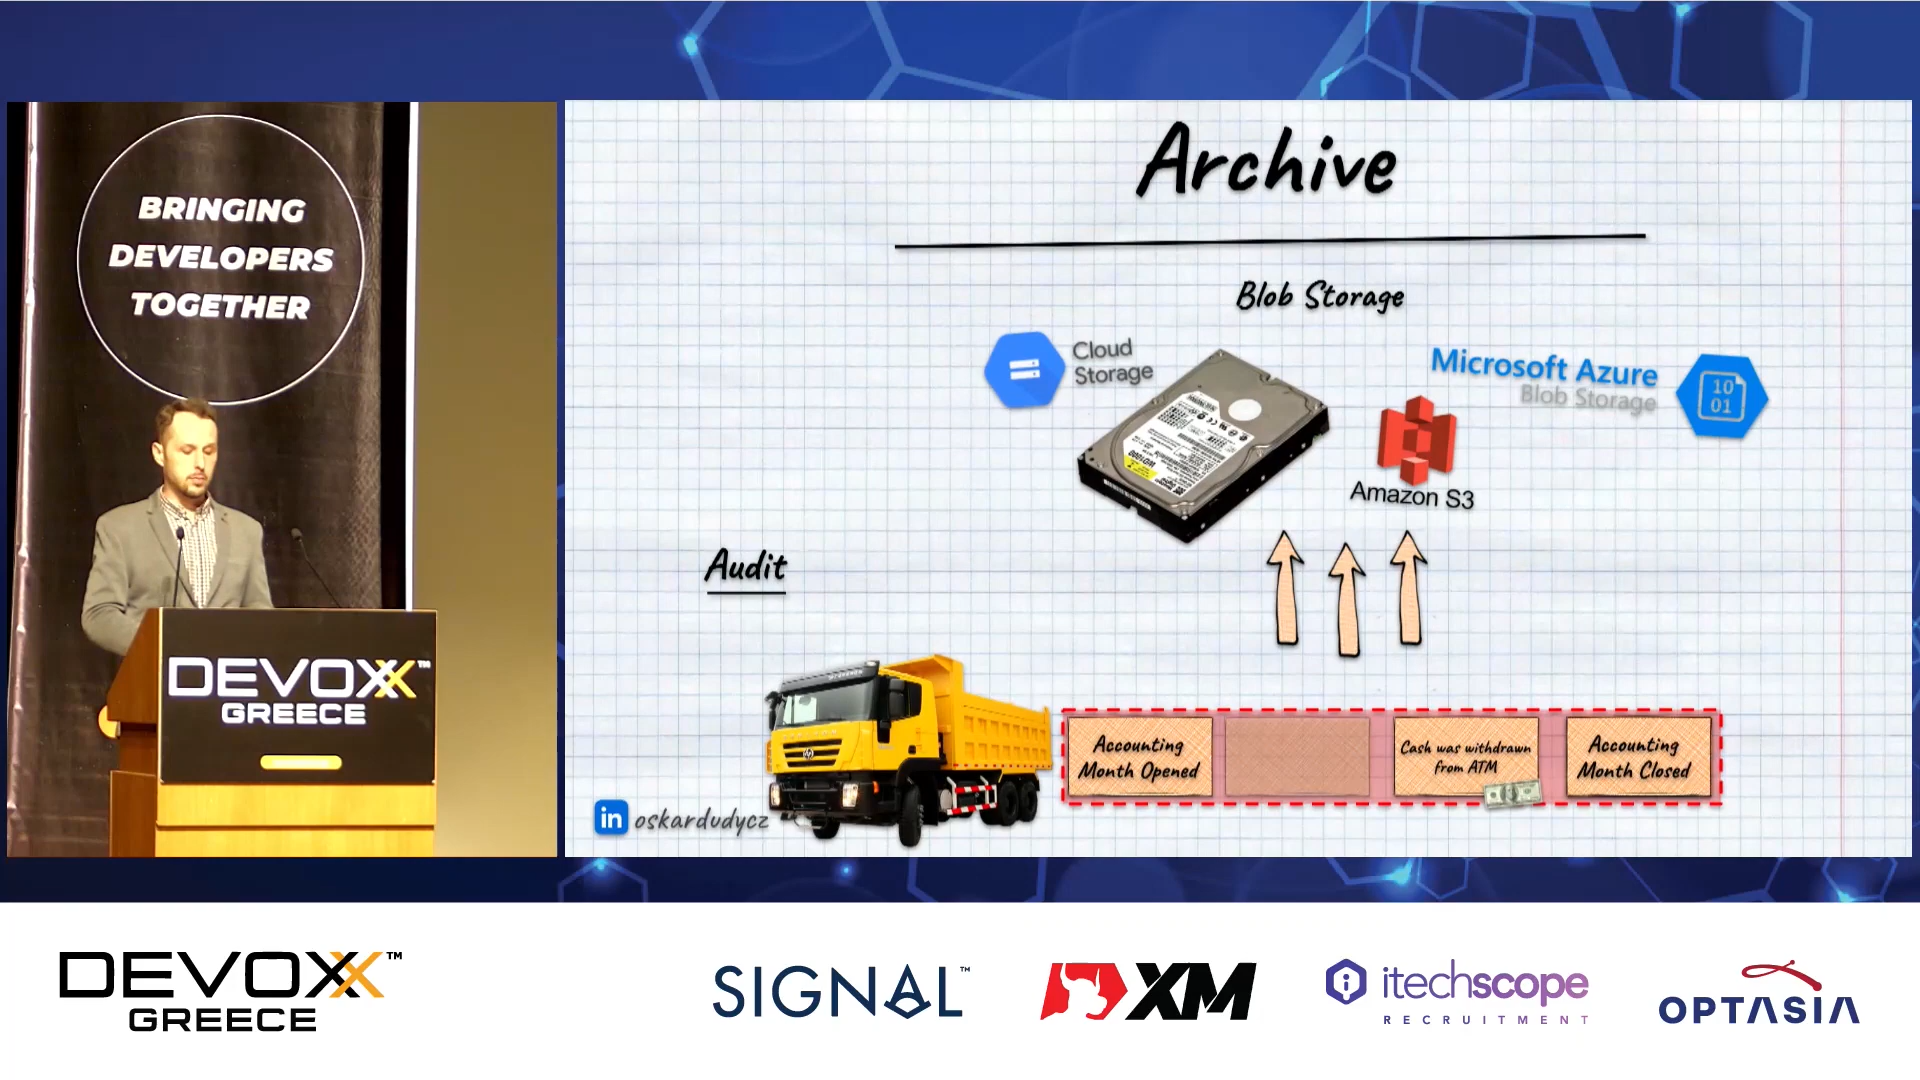 BRINGING
DEVELOPERS
TOGETHER
DEVOXX™
GREECE
Archive
Blob Storage
Cloud
Storage
Microsoft Azure
Blob Storage
10
01
Amazon S3
Audit
Accounting
Month Opened
Cash was withdrawn
from ATM
Accounting
Month Closed
in oskardudycz
DEVOXX™
GREECE
SIGNAL™
XM
itechscope
RECRUITMENT
OPTASIA